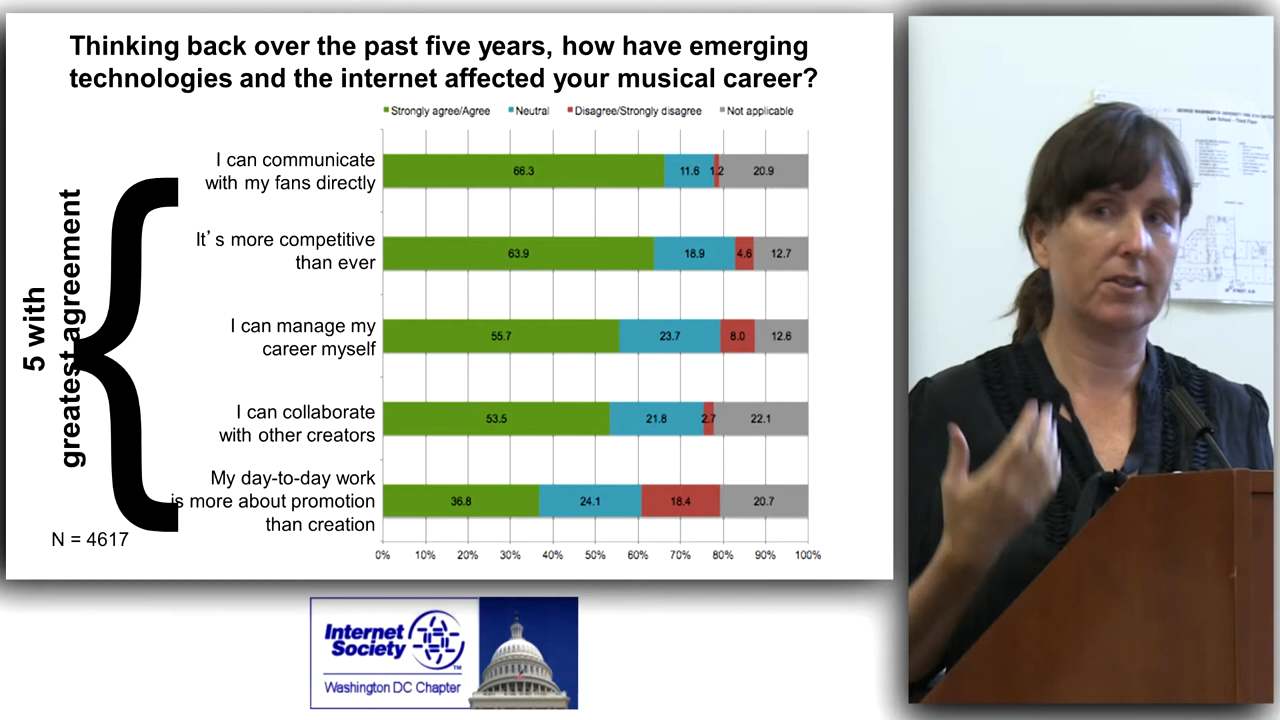 Thinking back over the past five years, how have emerging
technologies and the internet affected your musical career?
Strongly agree/Agree
Neutral
Disagree/Strongly disagree
Not applicable
5 with
greatest agreement
I can communicate
with my fans directly
66.3
11.6
1.2
20.9
It's more competitive
than ever
63.9
18.9
4.6
12.7
I can manage my
career myself
55.7
23.7
8.0
12.6
I can collaborate
with other creators
53.5
21.8
2.7
22.1
My day-to-day work
is more about promotion
than creation
36.8
24.1
18.4
20.7
N = 4617
0%
10%
20%
30%
40%
50%
60%
70%
80%
90%
100%
Internet
Society
TM
Washington DC Chapter
Law School - Third Floor